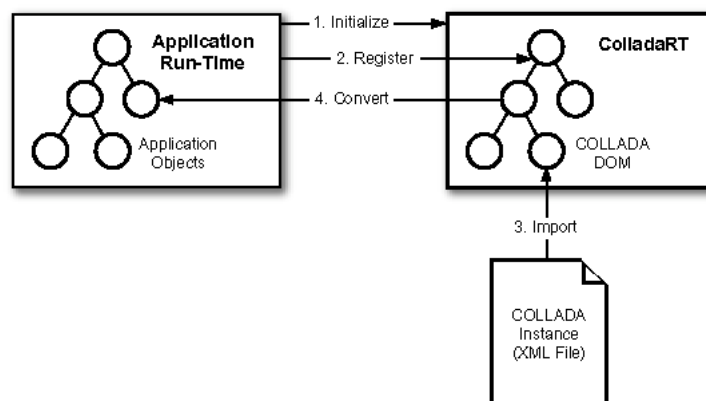 Application
Run-TIme
1. Initialize
2. Register
4. Convert
ColladaRT
Application
Objects
COLLADA
DOM
3. Import
COLLADA
Instance
(XML File)